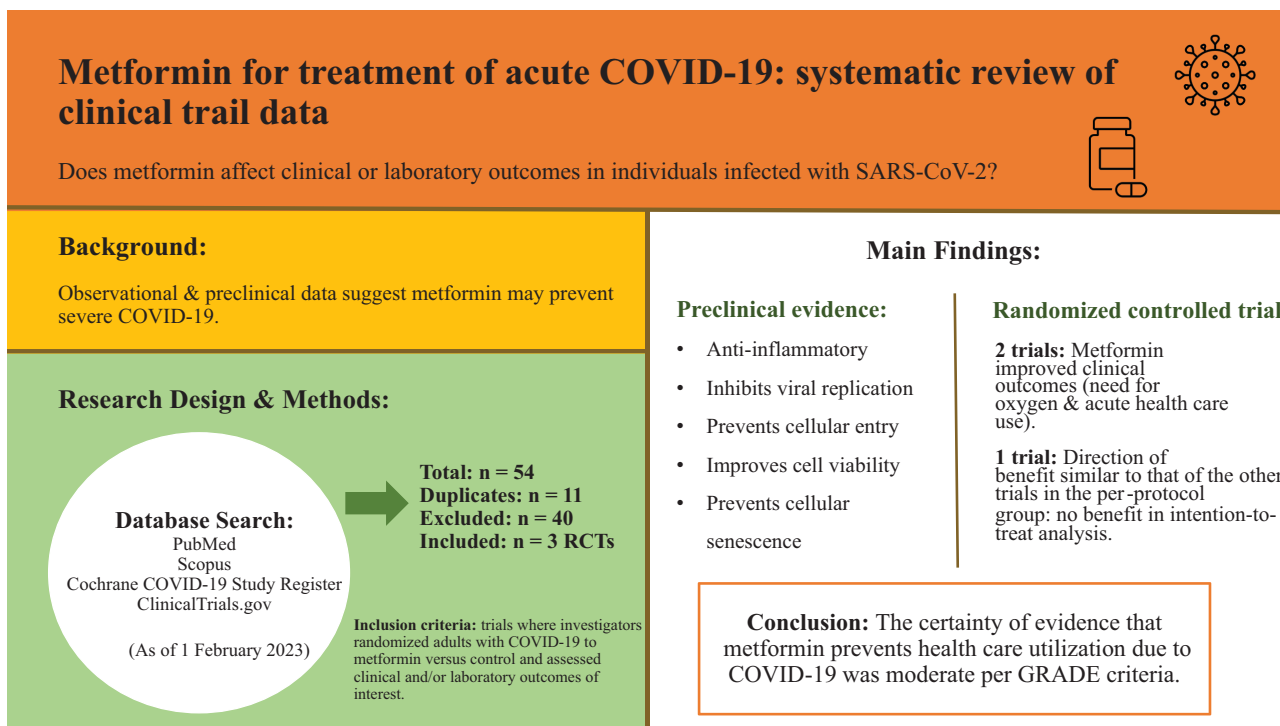 Metformin for treatment of acute COVID-19: systematic review of
clinical trail data
Does metformin affect clinical or laboratory outcomes in individuals infected with SARS-CoV-2?
Background:
Observational & preclinical data suggest metformin may prevent
severe COVID-19.
Research Design & Methods:
Database Search:
PubMed
Scopus
Cochrane COVID-19 Study Register
ClinicalTrials.gov
(As of 1 February 2023)
Total: n = 54
Duplicates: n = 11
Excluded: n = 40
Included: n = 3 RCTs
Inclusion criteria: trials where investigators
randomized adults with COVID-19 to
metformin versus control and assessed
clinical and/or laboratory outcomes of
interest.
Main Findings:
Preclinical evidence:
• Anti-inflammatory
• Inhibits viral replication
• Prevents cellular entry
• Improves cell viability
• Prevents cellular
senescence
Randomized controlled trial
2 trials: Metformin
improved clinical
outcomes (need for
oxygen & acute health care
use).
1 trial: Direction of
benefit similar to that of the other
trials in the per-protocol
group: no benefit in intention-to-
treat analysis.
Conclusion: The certainty of evidence that
metformin prevents health care utilization due to
COVID-19 was moderate per GRADE criteria.